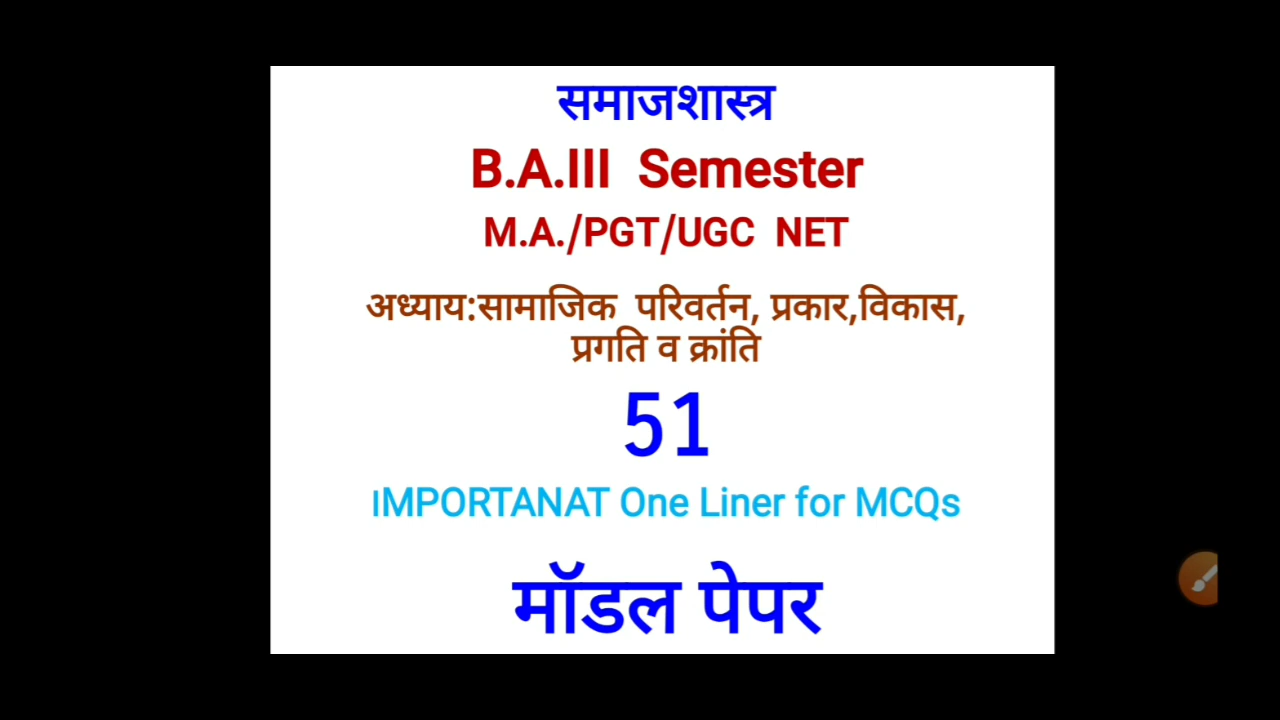 समाजशास्त्र
B.A.III Semester
M.A./PGT/UGC NET
अध्याय:सामाजिक परिवर्तन, प्रकार,विकास,
प्रगति व क्रांति
51
IMPORTANAT One Liner for MCQs
मॉडल पेपर